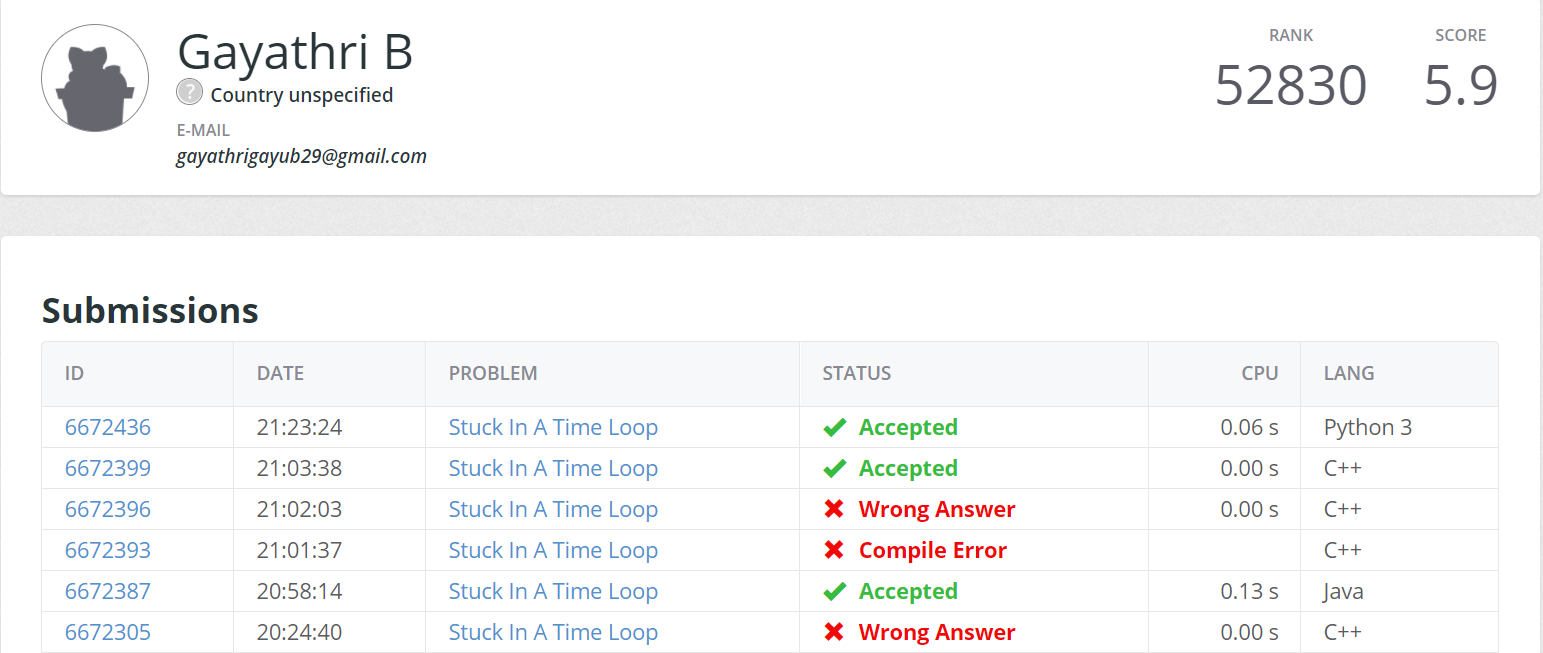 Gayathri B
? Country unspecified
E-MAIL
gayathrigayub29@gmail.com
RANK SCORE
52830 5.9
Submissions
ID DATE PROBLEM STATUS CPU LANG
6672436 21:23:24 Stuck In A Time Loop Accepted 0.06 s Python 3
6672399 21:03:38 Stuck In A Time Loop Accepted 0.00 s C++
6672396 21:02:03 Stuck In A Time Loop Wrong Answer 0.00 s C++
6672393 21:01:37 Stuck In A Time Loop Compile Error C++
6672387 20:58:14 Stuck In A Time Loop Accepted 0.13 s Java
6672305 20:24:40 Stuck In A Time Loop Wrong Answer 0.00 s C++